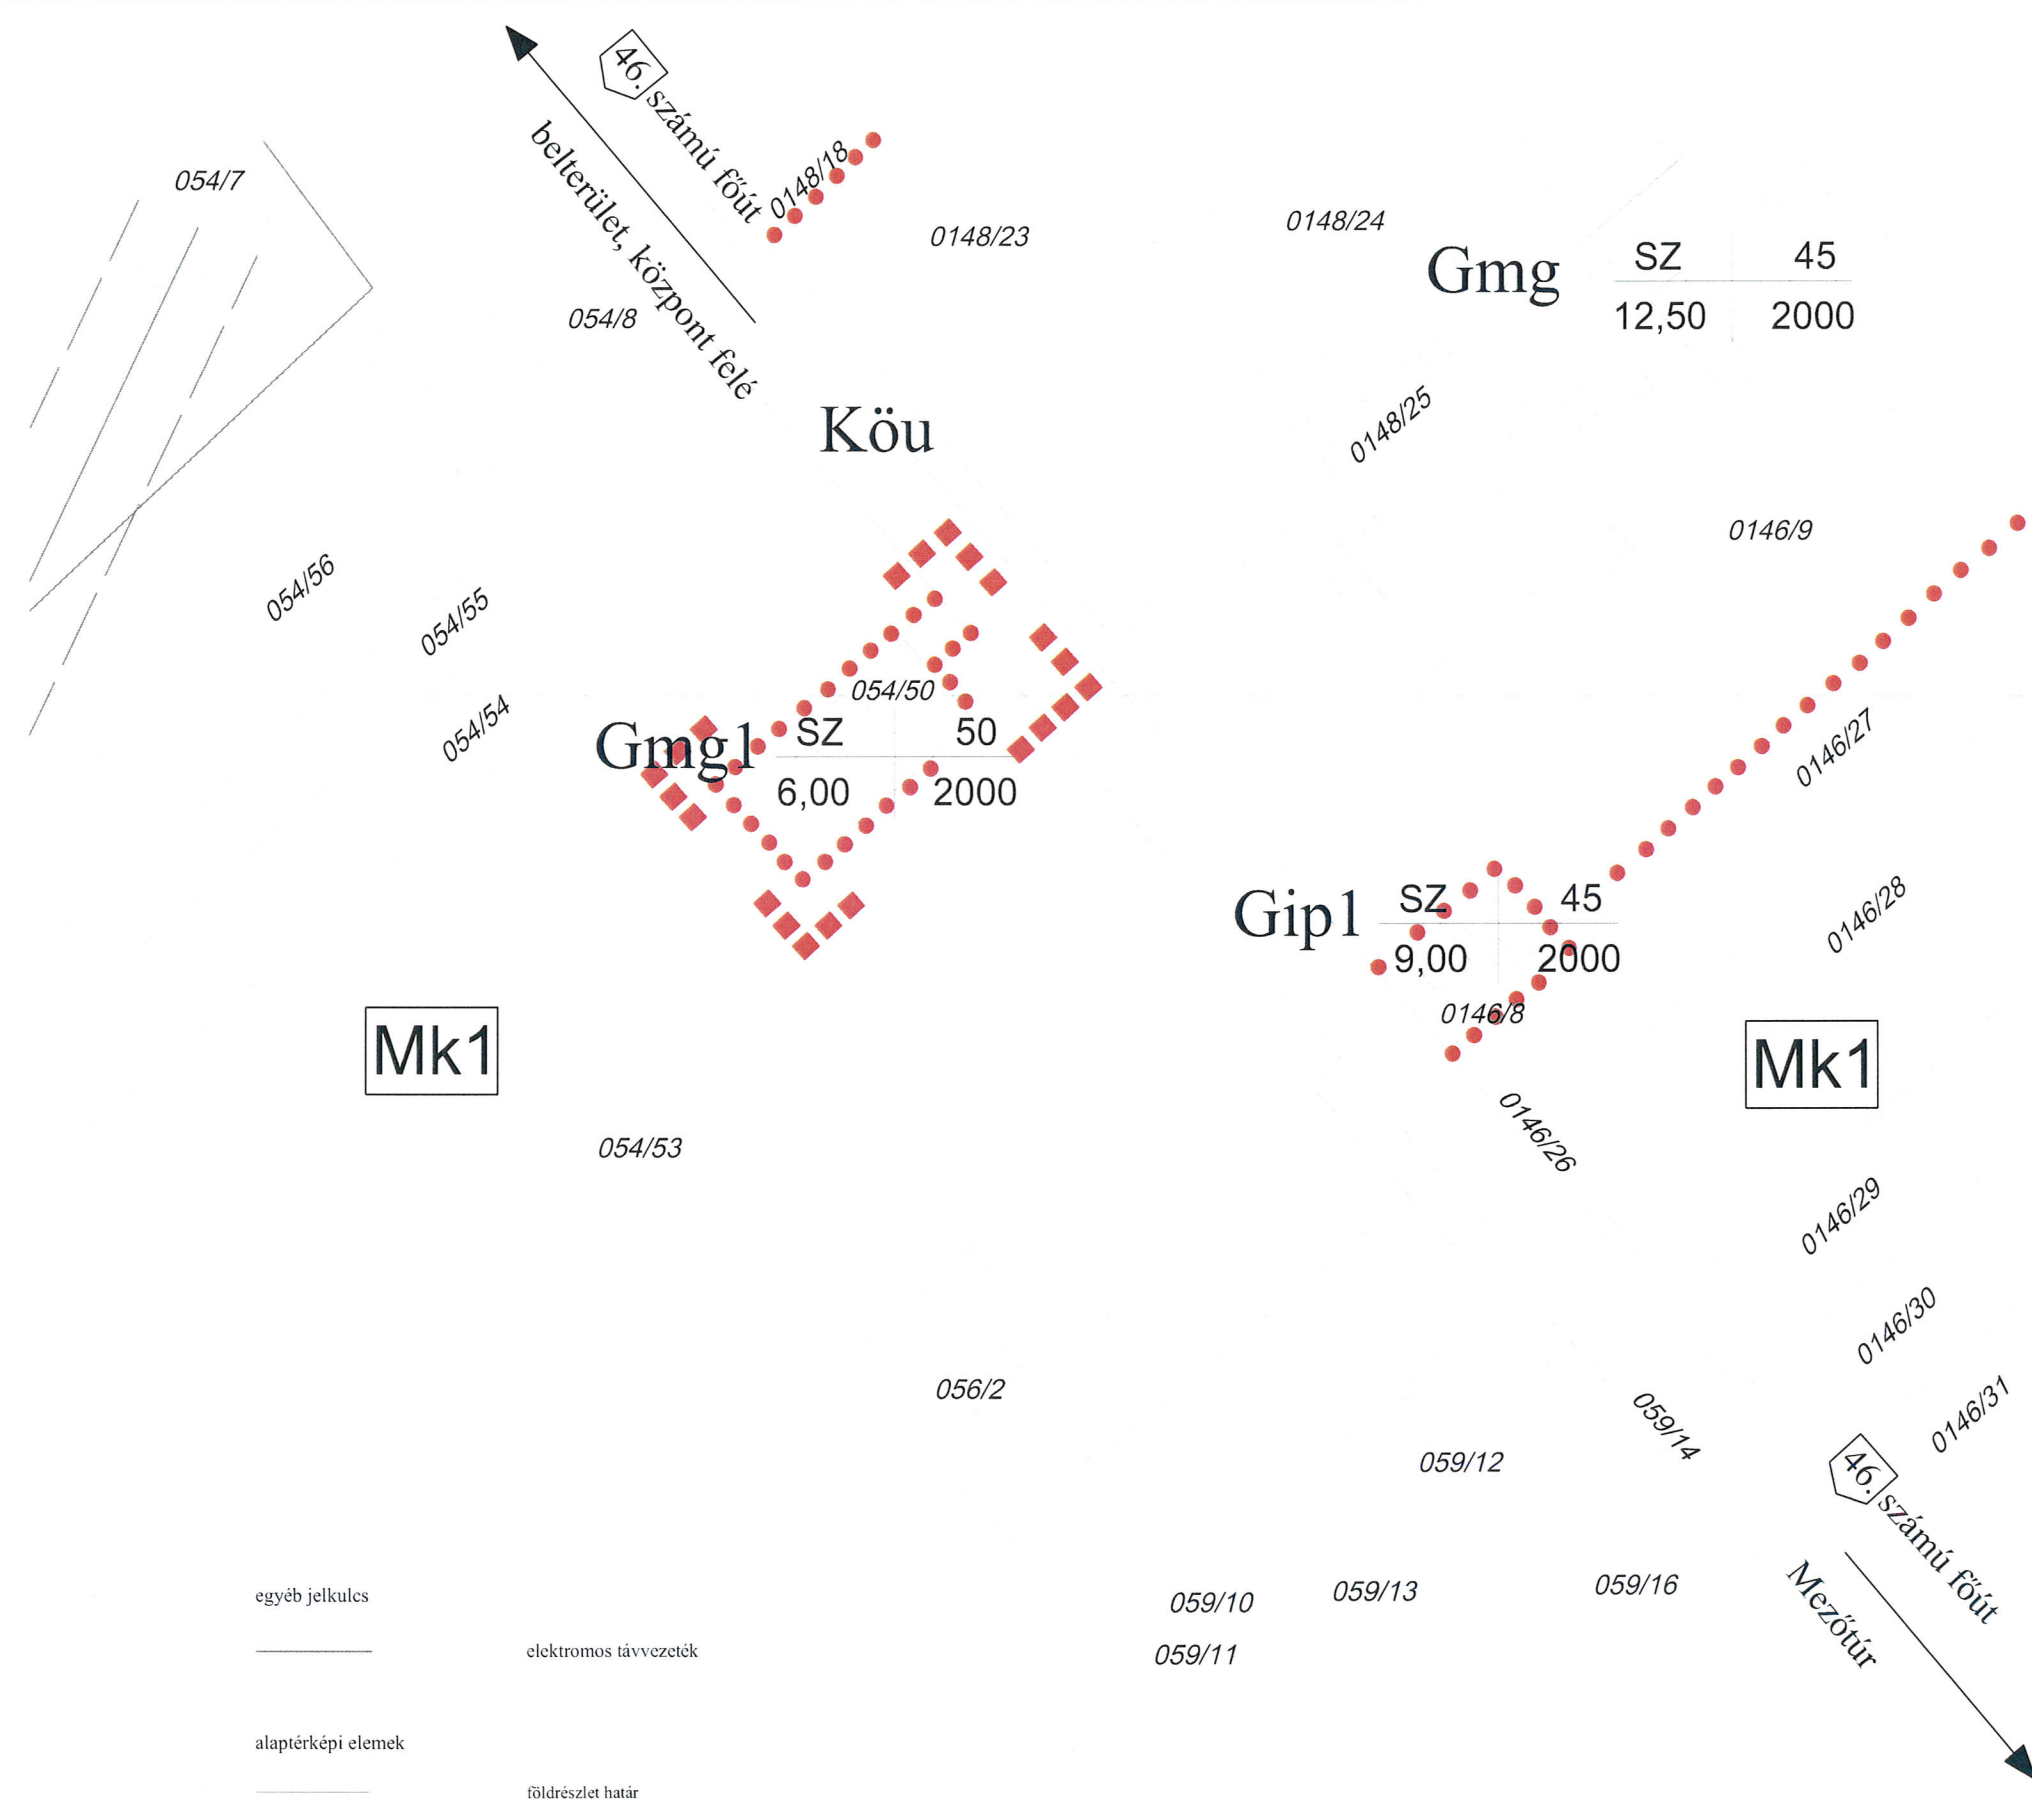 46. számú főút
belterület, központ felé
054/7
0148/18
0148/23
0148/24
Gmg
SZ 45
12,50 2000
054/8
0148/25
Köu
0146/9
054/56
054/55
054/54
054/50
Gmg1
SZ 50
6,00 2000
0146/27
Gip1
SZ 45
9,00 2000
0146/28
0146/8
Mk1
Mk1
0146/26
054/53
0146/29
0146/30
056/2
059/14
0146/31
059/12
46. számú főút
Mezőtúr
059/10
059/13
059/16
059/11
egyéb jelkulcs
elektromos távvezeték
alaptérképi elemek
földrészlet határ